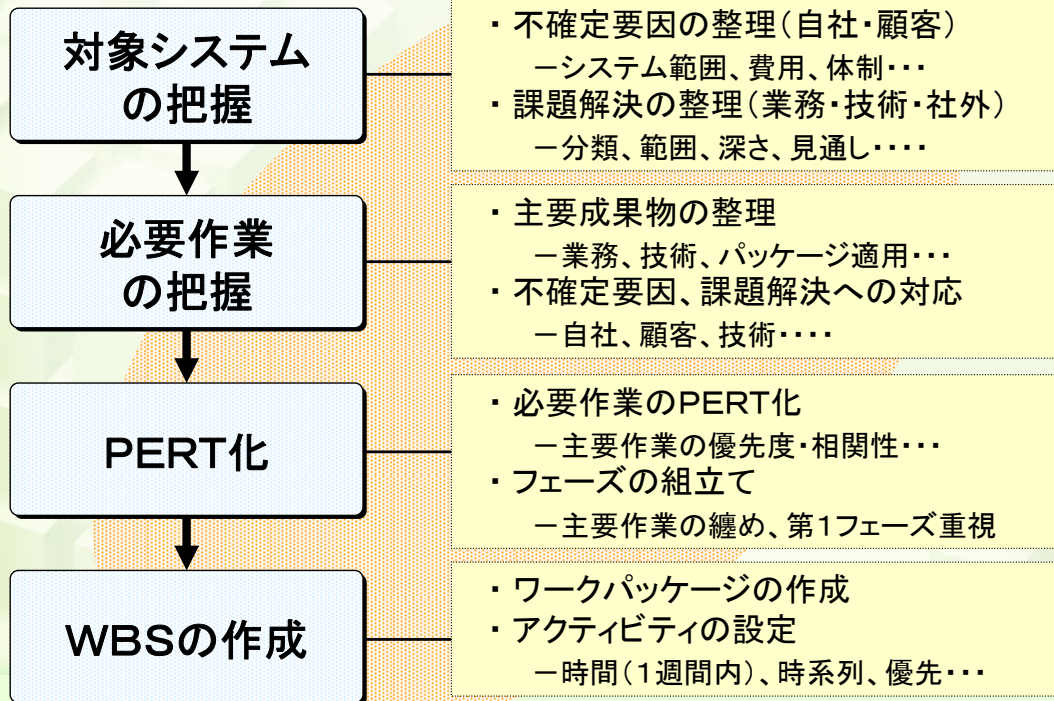 対象システム
の把握
・不確定要因の整理(自社・顧客)
－システム範囲、費用、体制・・・
・課題解決の整理(業務・技術・社外)
－分類、範囲、深さ、見通し・・・・
必要作業
の把握
・主要成果物の整理
－業務、技術、パッケージ適用・・・
・不確定要因、課題解決への対応
－自社、顧客、技術・・・・
PERT化
・必要作業のPERT化
－主要作業の優先度・相関性・・・
・フェーズの組立て
－主要作業の纏め、第1フェーズ重視
WBSの作成
・ワークパッケージの作成
・アクティビティの設定
－時間(1週間内)、時系列、優先・・・